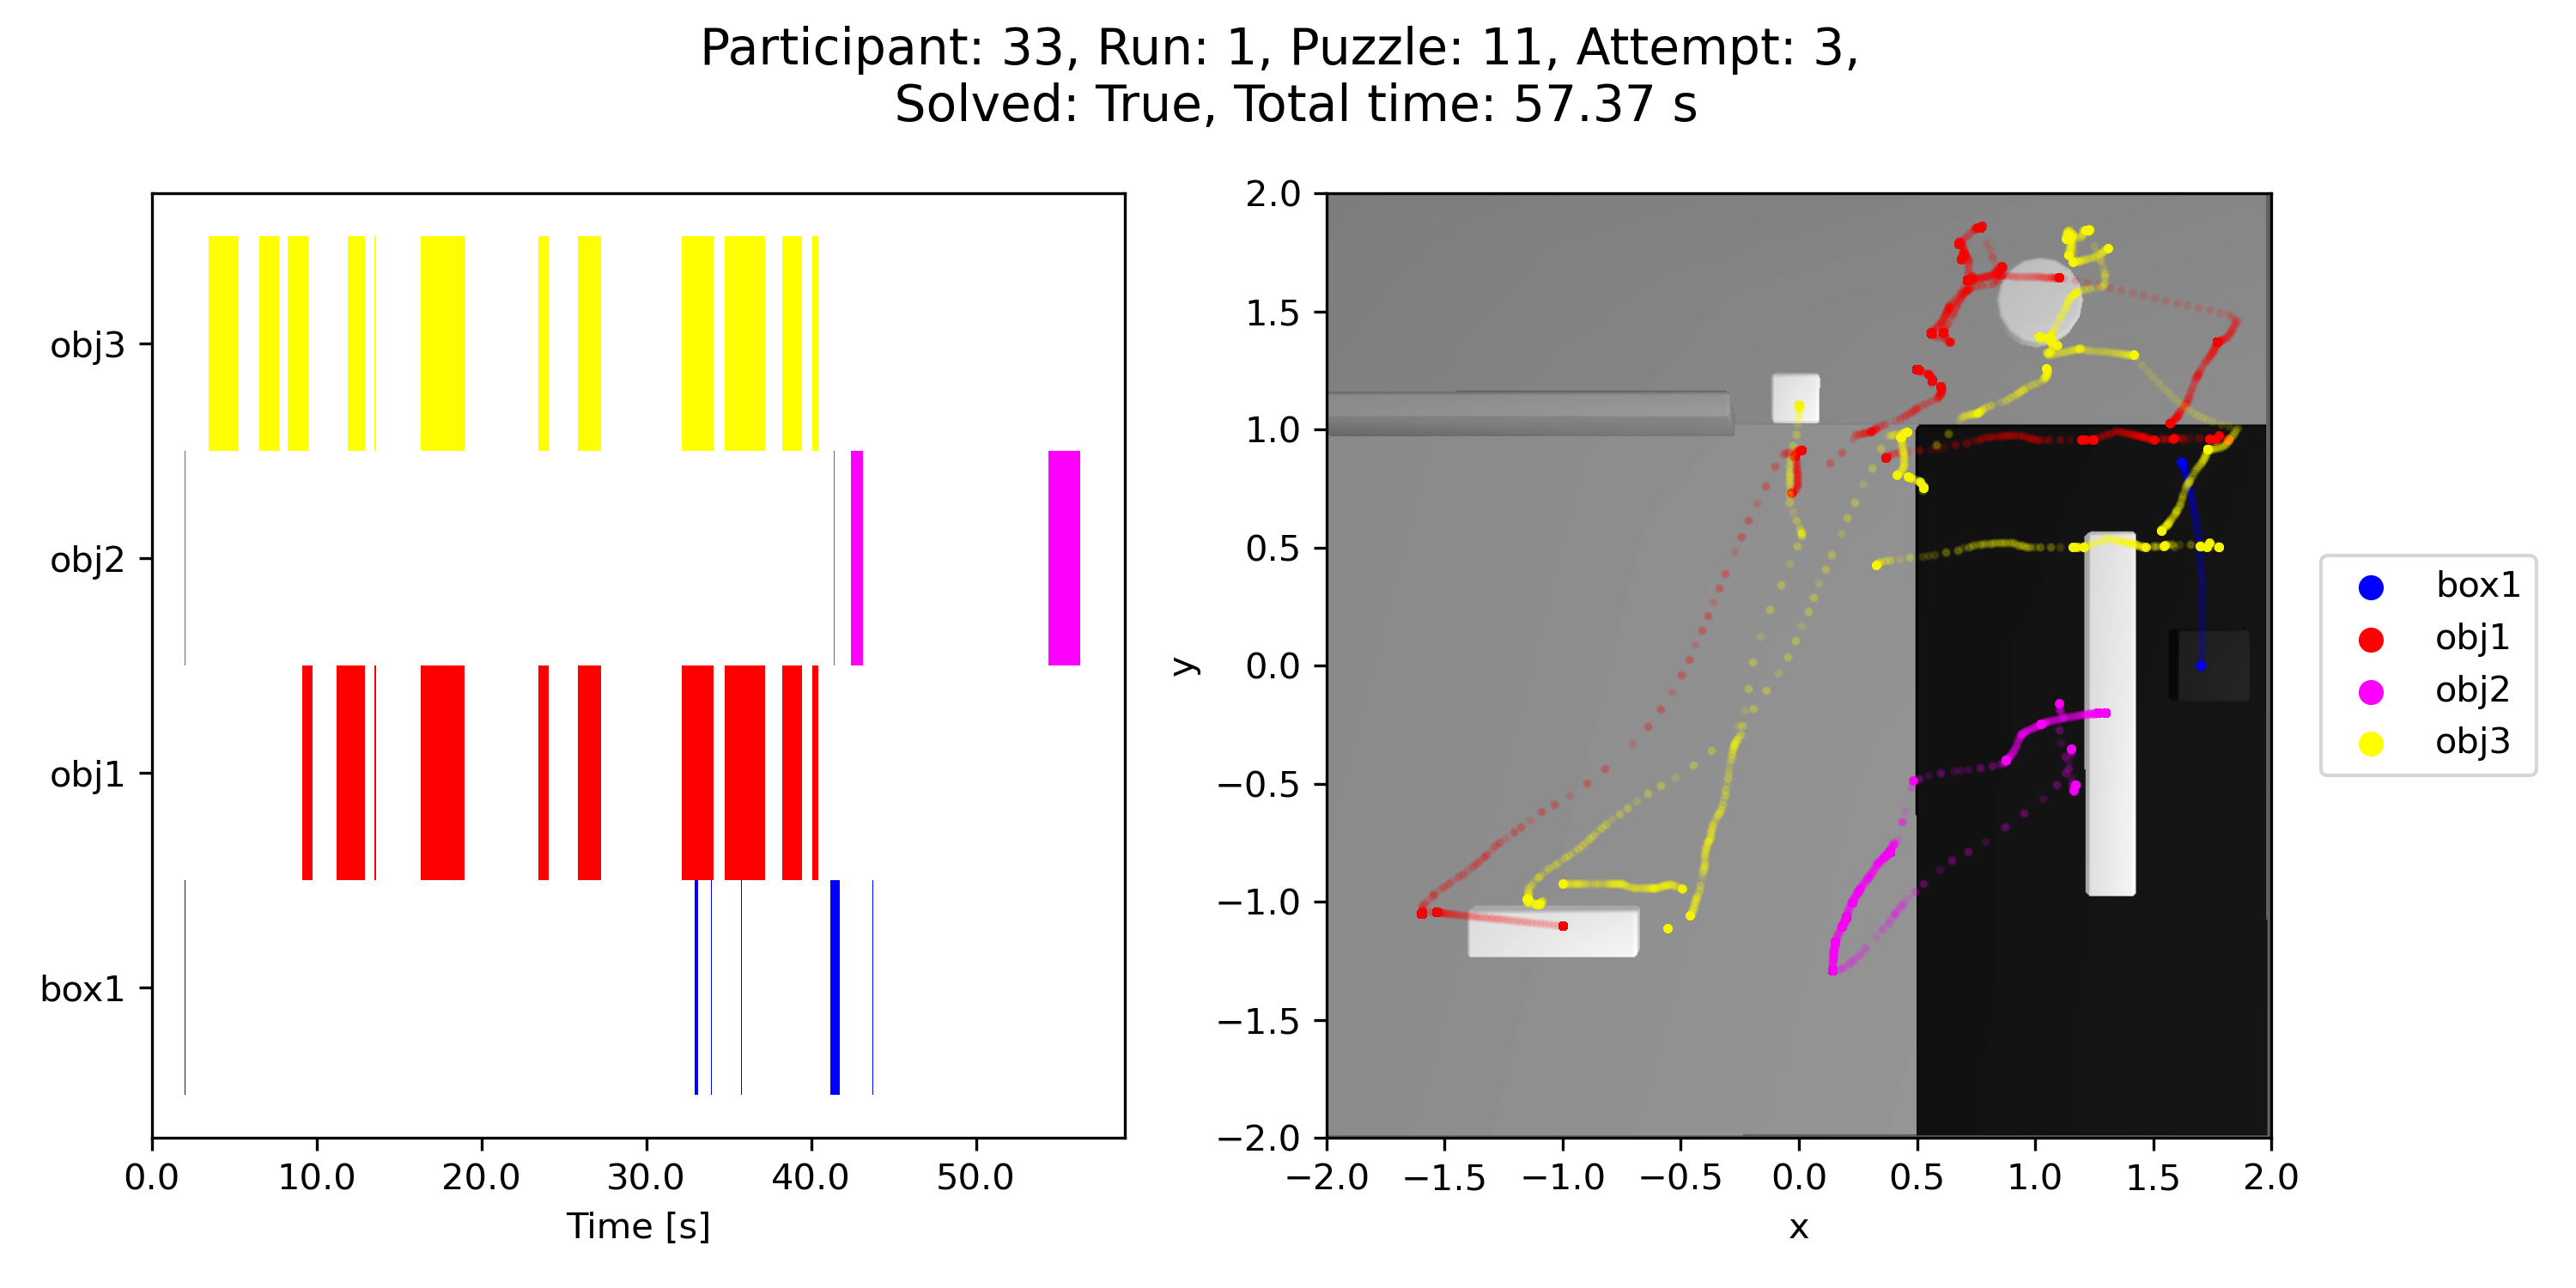 Participant: 33, Run: 1, Puzzle: 11, Attempt: 3,
Solved: True, Total time: 57.37 s
obj3
obj2
obj1
box1
0.0 10.0 20.0 30.0 40.0 50.0
Time [s]
2.0
1.5
1.0
0.5
0.0
−0.5
−1.0
−1.5
−2.0
y
−2.0 −1.5 −1.0 −0.5 0.0 0.5 1.0 1.5 2.0
x
box1
obj1
obj2
obj3